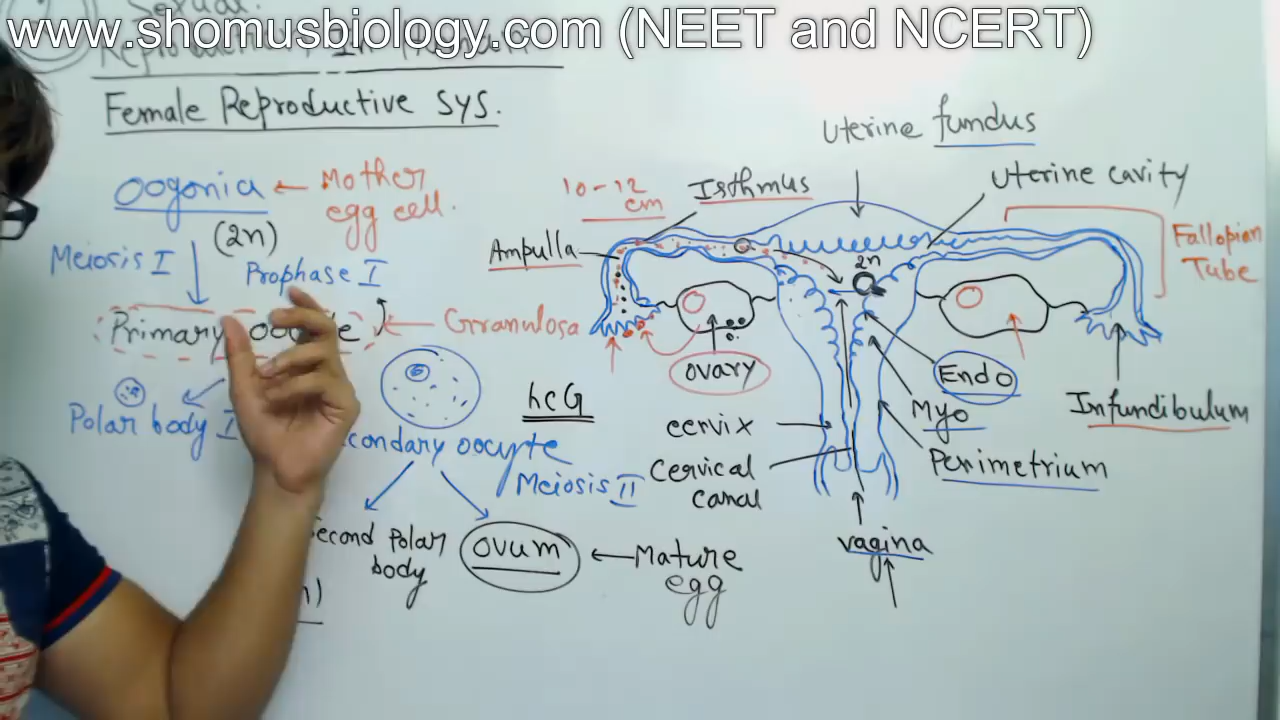 www.shomusbiology.com (NEET and NCERT)
Sexual
Female Reproductive sys.
Uterine fundus
Oogonia ← Mother
egg cell.
(2n)
10-12
cm
Isthmus
Uterine cavity
Fallopian
Tube
Meiosis I
Prophase I
Ampulla
2n
Primary
Granulosa
ovary
Endo
Infundibulum
Polar body I
hcG
Myo
cervix
condary oocyte
Perimetrium
Cervical
canal
Meiosis II
vagina
econd Polar
body
ovum
Mature
egg